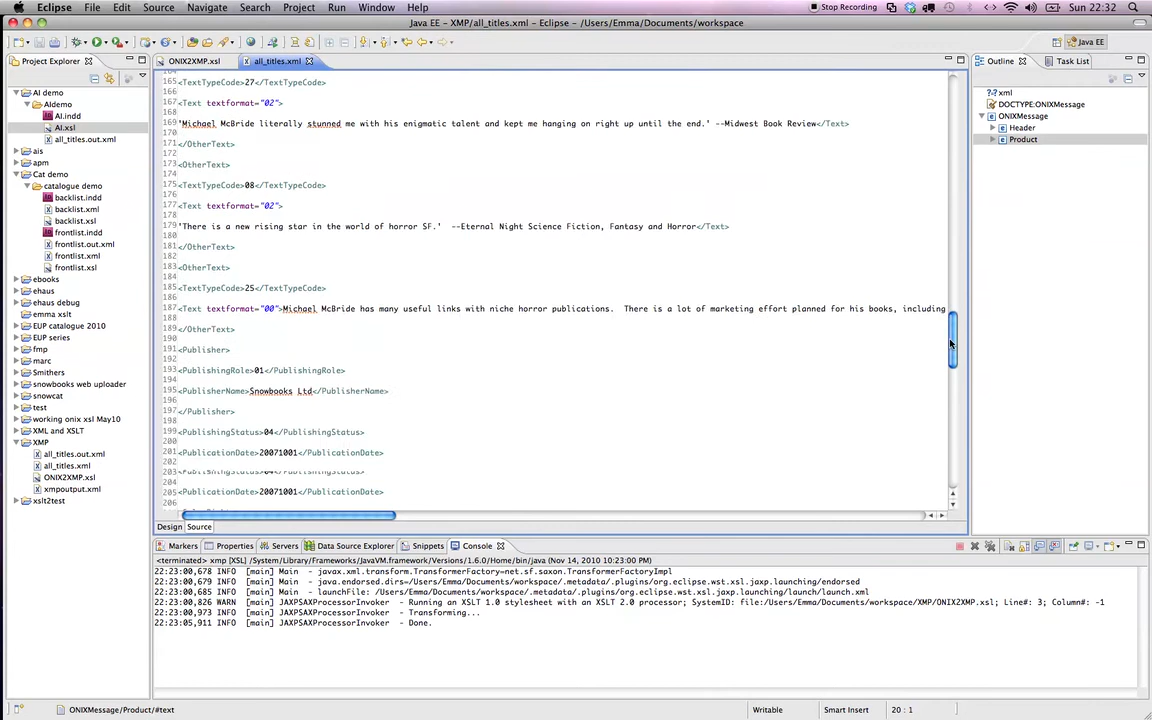 Eclipse File Edit Source Navigate Search Project Run Window Help Stop Recording Sun 22:32
Java EE - XMP/all_titles.xml - Eclipse - /Users/Emma/Documents/workspace
Java EE
Project Explorer
ONIX2XMP.xsl
all_titles.xml
Outline
Task List
AI demo
AIdemo
AI.indd
AI.xsl
all_titles.out.xml
ais
apm
Cat demo
catalogue demo
backlist.indd
backlist.xml
backlist.xsl
frontlist.indd
frontlist.out.xml
frontlist.xml
frontlist.xsl
ebooks
ehaus
ehaus debug
emma xslt
EUP catalogue 2010
EUP series
fmp
marc
Smithers
snowbooks web uploader
snowcat
test
working onix xsl May10
XML and XSLT
XMP
all_titles.out.xml
all_titles.xml
ONIX2XMP.xsl
xmpoutput.xml
xslt2test
165 <TextTypeCode>27</TextTypeCode>
166
167 <Text textformat="02">
168
169 'Michael McBride literally stunned me with his enigmatic talent and kept me hanging on right up until the end.' --Midwest Book Review</Text>
170
171 </OtherText>
172
173 <OtherText>
174
175 <TextTypeCode>08</TextTypeCode>
176
177 <Text textformat="02">
178
179 'There is a new rising star in the world of horror SF.'  --Eternal Night Science Fiction, Fantasy and Horror</Text>
180
181 </OtherText>
182
183 <OtherText>
184
185 <TextTypeCode>25</TextTypeCode>
186
187 <Text textformat="00">Michael McBride has many useful links with niche horror publications.  There is a lot of marketing effort planned for his books, including
188
189 </OtherText>
190
191 <Publisher>
192
193 <PublishingRole>01</PublishingRole>
194
195 <PublisherName>Snowbooks Ltd</PublisherName>
196
197 </Publisher>
198
199 <PublishingStatus>04</PublishingStatus>
200
201 <PublicationDate>20071001</PublicationDate>
202
203 <PublishingStatus>04</PublishingStatus>
204
205 <PublicationDate>20071001</PublicationDate>
206
Design Source
xml
DOCTYPE:ONIXMessage
ONIXMessage
Header
Product
Markers Properties Servers Data Source Explorer Snippets Console
<terminated> xmp [XSL] /System/Library/Frameworks/JavaVM.framework/Versions/1.6.0/Home/bin/java (Nov 14, 2010 10:23:00 PM)
22:23:00,678 INFO [main] Main - javax.xml.transform.TransformerFactory=net.sf.saxon.TransformerFactoryImpl
22:23:00,679 INFO [main] Main - java.endorsed.dirs=/Users/Emma/Documents/workspace/.metadata/.plugins/org.eclipse.wst.xsl.jaxp.launching/endorsed
22:23:00,685 INFO [main] Main - launchFile: /Users/Emma/Documents/workspace/.metadata/.plugins/org.eclipse.wst.xsl.jaxp.launching/launch/launch.xml
22:23:00,826 WARN [main] JAXPSAXProcessorInvoker - Running an XSLT 1.0 stylesheet with an XSLT 2.0 processor; SystemID: file:/Users/Emma/Documents/workspace/XMP/ONIX2XMP.xsl; Line#: 3; Column#: -1
22:23:00,973 INFO [main] JAXPSAXProcessorInvoker - Transforming...
22:23:05,911 INFO [main] JAXPSAXProcessorInvoker - Done.
ONIXMessage/Product/#text
Writable
Smart Insert
20 : 1